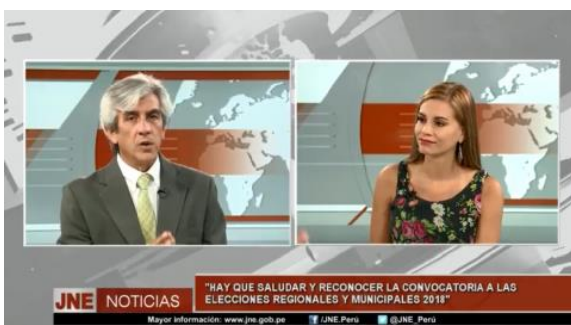 "HAY QUE SALUDAR Y RECONOCER LA CONVOCATORIA A LAS
ELECCIONES REGIONALES Y MUNICIPALES 2018"
JNE NOTICIAS
Mayor información: www.jne.gob.pe f /JNE.Perú @JNE_Perú